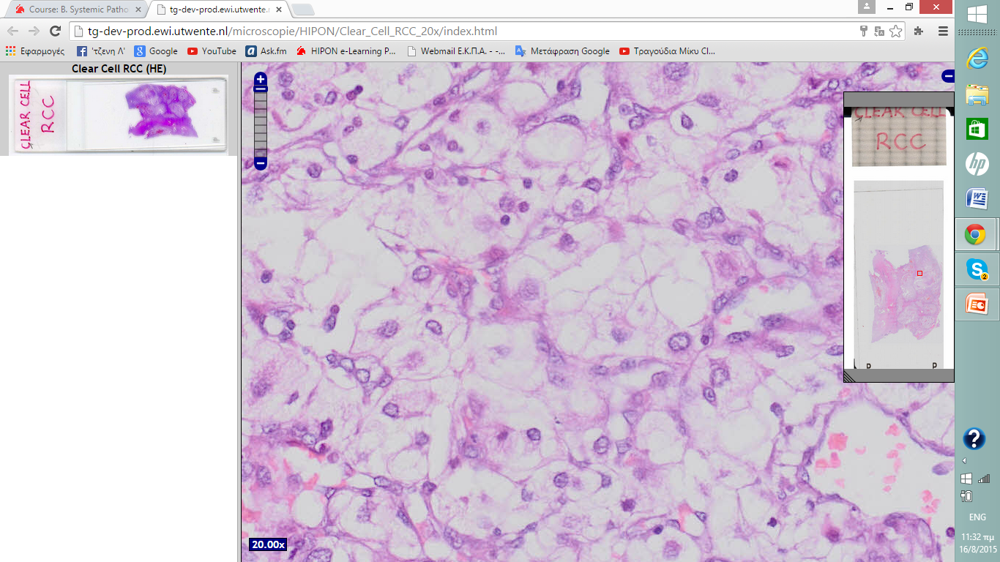 Course: B. Systemic Patho
tg-dev-prod.ewi.utwente.
tg-dev-prod.ewi.utwente.nl/microscopie/HIPON/Clear_Cell_RCC_20x/index.html
Εφαρμογές
'τζενη Λ'
Google
YouTube
Ask.fm
HIPON e-Learning P...
Webmail Ε.Κ.Π.Α. - -...
Μετάφραση Google
Τραγούδια Μίκυ Cl...
Clear Cell RCC (HE)
CLEAR CELL
RCC
CLEAR CELL
RCC
P P
20.00x
2
ENG
11:32 πμ
16/8/2015